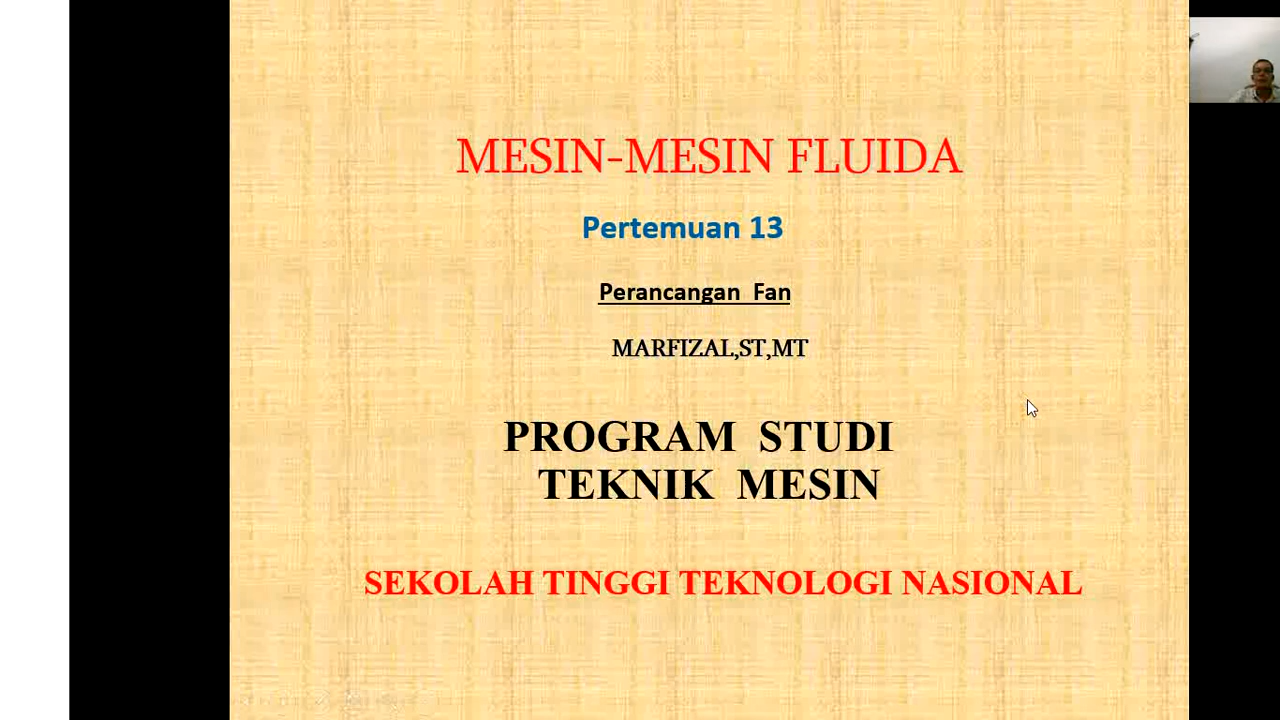 MESIN-MESIN FLUIDA
Pertemuan 13
Perancangan Fan
MARFIZAL,ST,MT
PROGRAM STUDI
TEKNIK MESIN
SEKOLAH TINGGI TEKNOLOGI NASIONAL